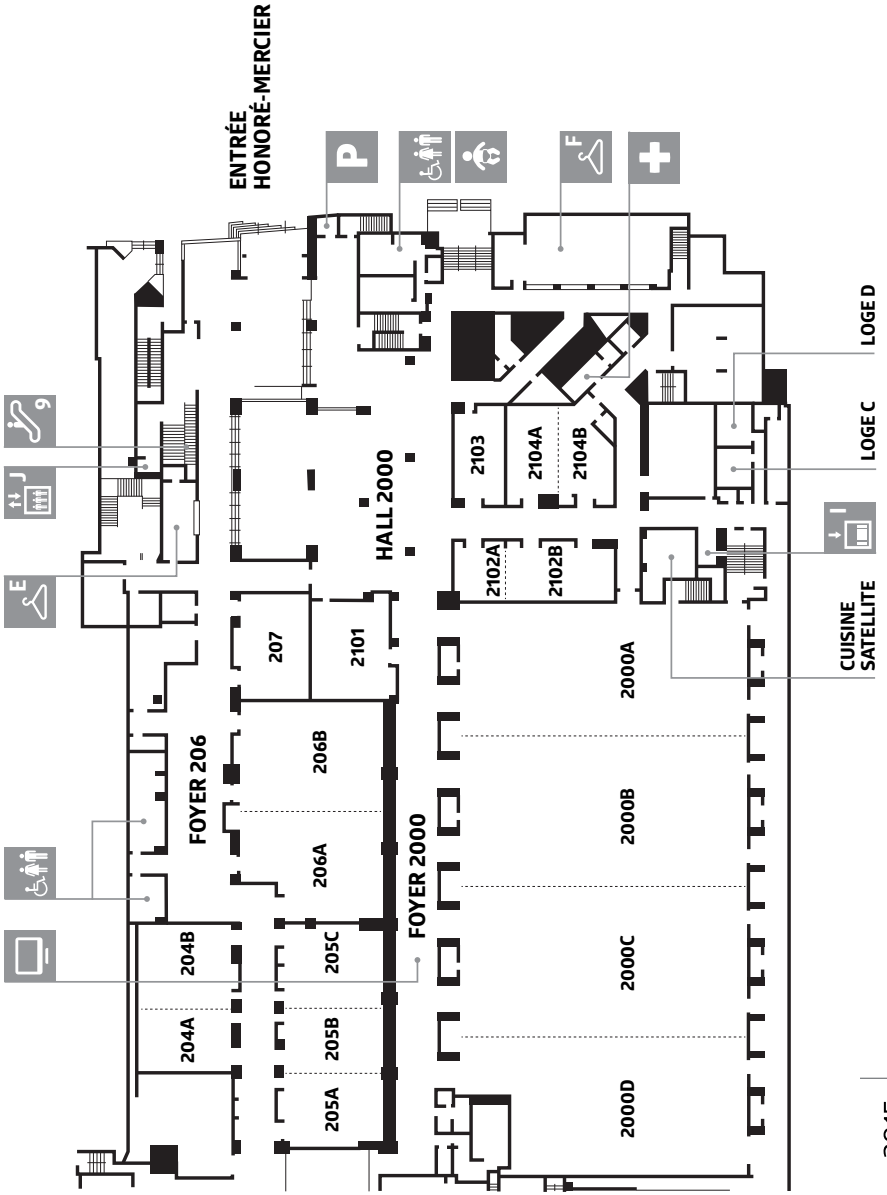 E
J
9
204A
204B
FOYER 206
ENTRÉE
HONORÉ-MERCIER
207
205A
205B
205C
206A
206B
2101
P
HALL 2000
FOYER 2000
2103
2102A
2104A
2102B
2104B
F
2000D
2000C
2000B
2000A
I
CUISINE
SATELLITE
LOGE C
LOGE D